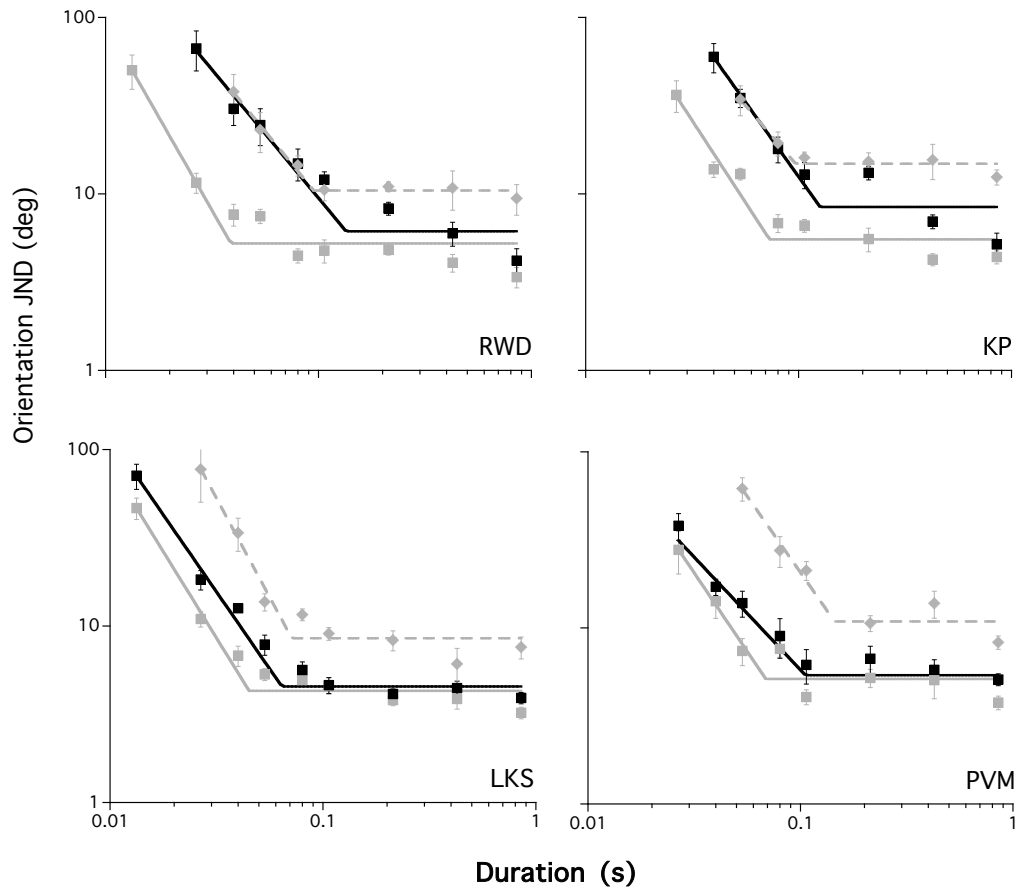 100
10
1
RWD
KP
Orientation JND (deg)
100
10
1
LKS
PVM
0.01
0.1
1
0.01
0.1
1
Duration (s)